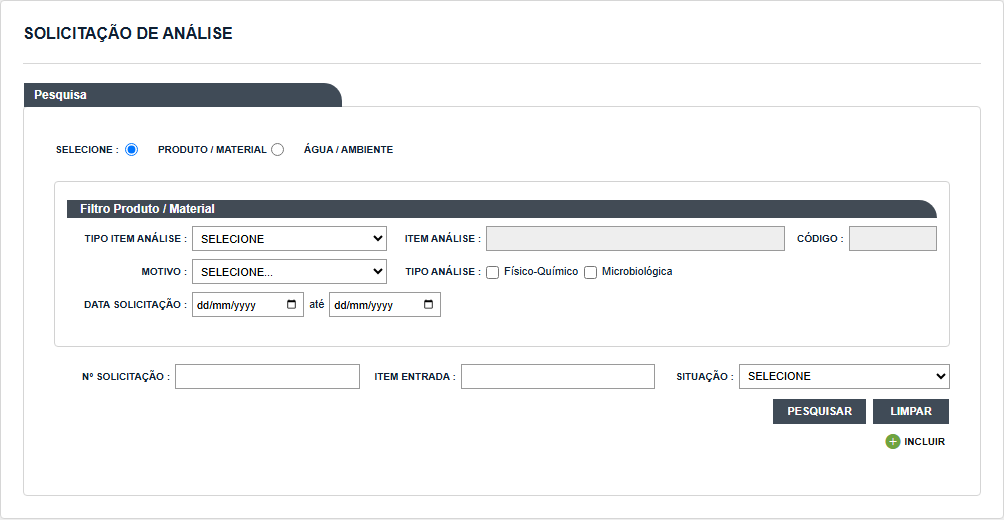 SOLICITAÇÃO DE ANÁLISE
Pesquisa
SELECIONE : PRODUTO / MATERIAL ÁGUA / AMBIENTE
Filtro Produto / Material
TIPO ITEM ANÁLISE : SELECIONE ITEM ANÁLISE : CÓDIGO :
MOTIVO : SELECIONE... TIPO ANÁLISE : Físico-Químico Microbiológica
DATA SOLICITAÇÃO : dd/mm/yyyy até dd/mm/yyyy
Nº SOLICITAÇÃO : ITEM ENTRADA : SITUAÇÃO : SELECIONE
PESQUISAR LIMPAR
INCLUIR